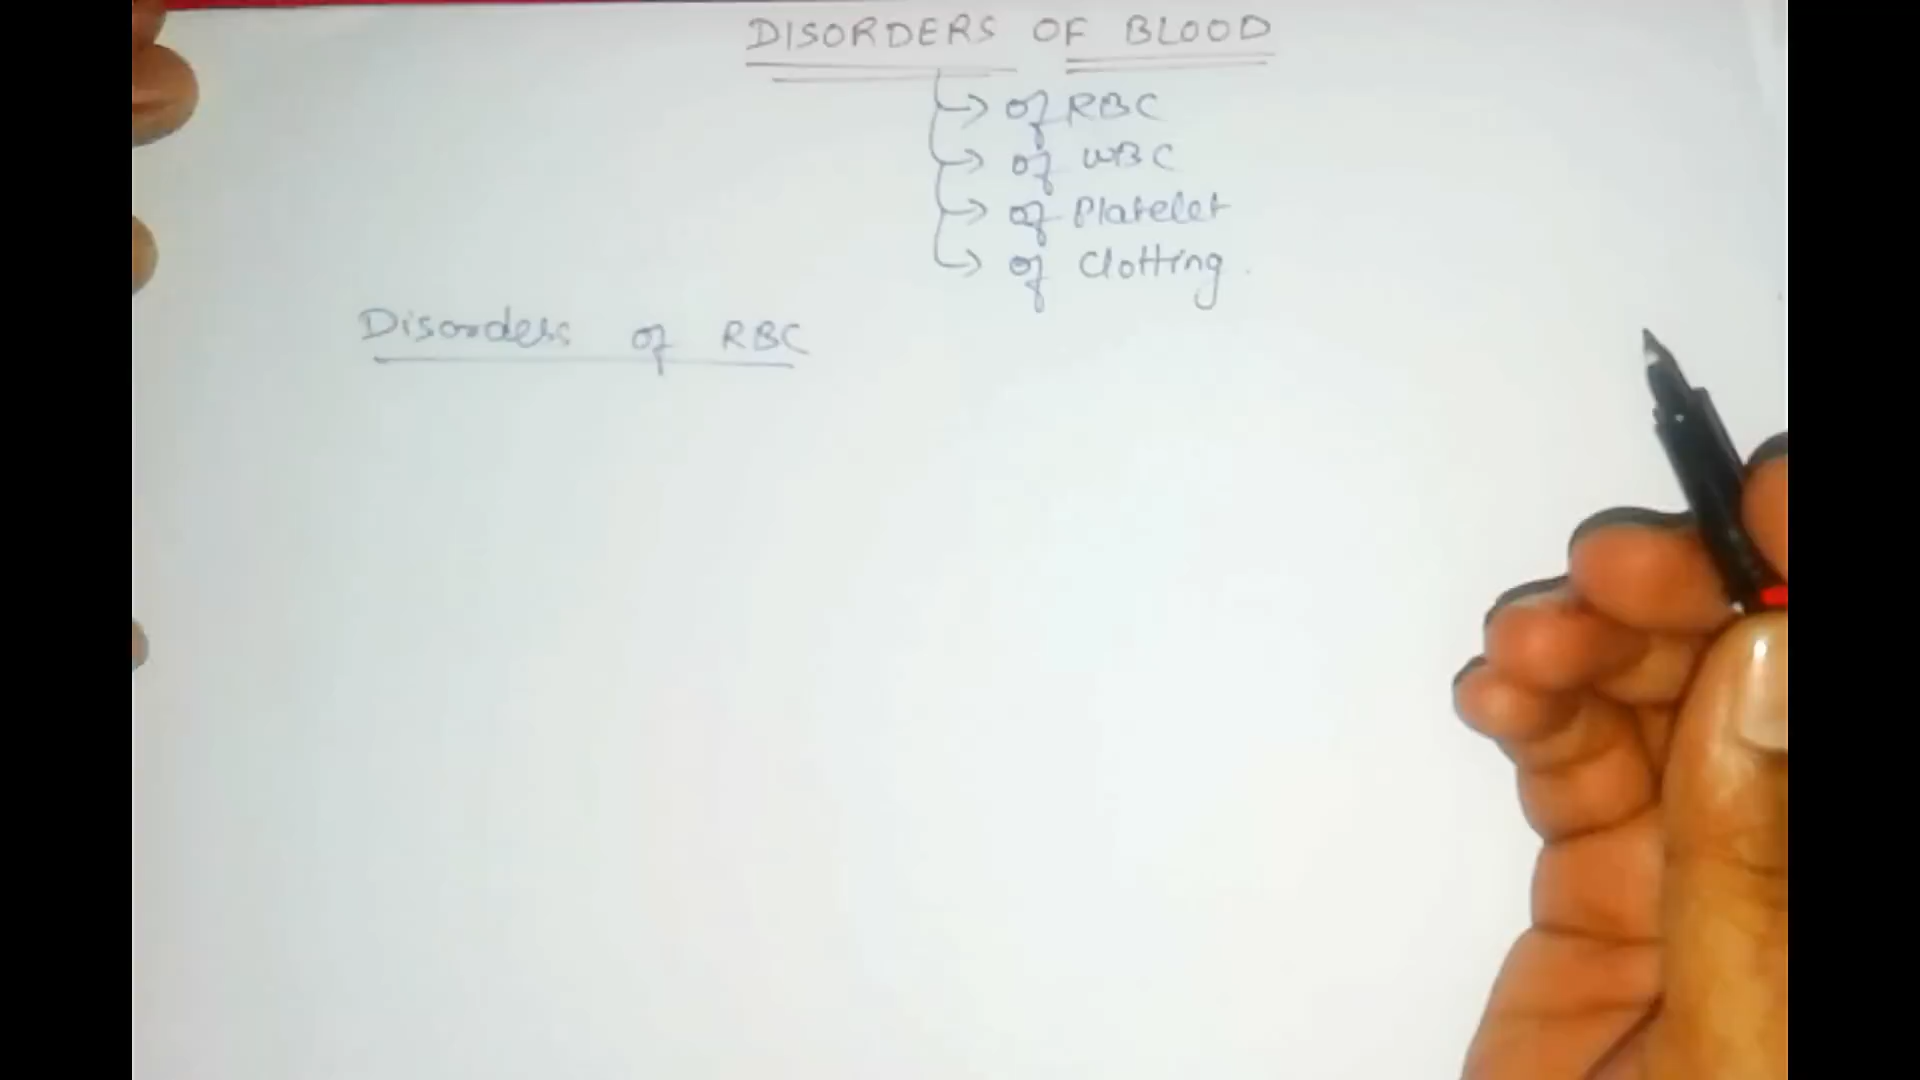 DISORDERS OF BLOOD
→ of RBC
→ of WBC
→ of Platelet
→ of Clotting.
Disorders of RBC